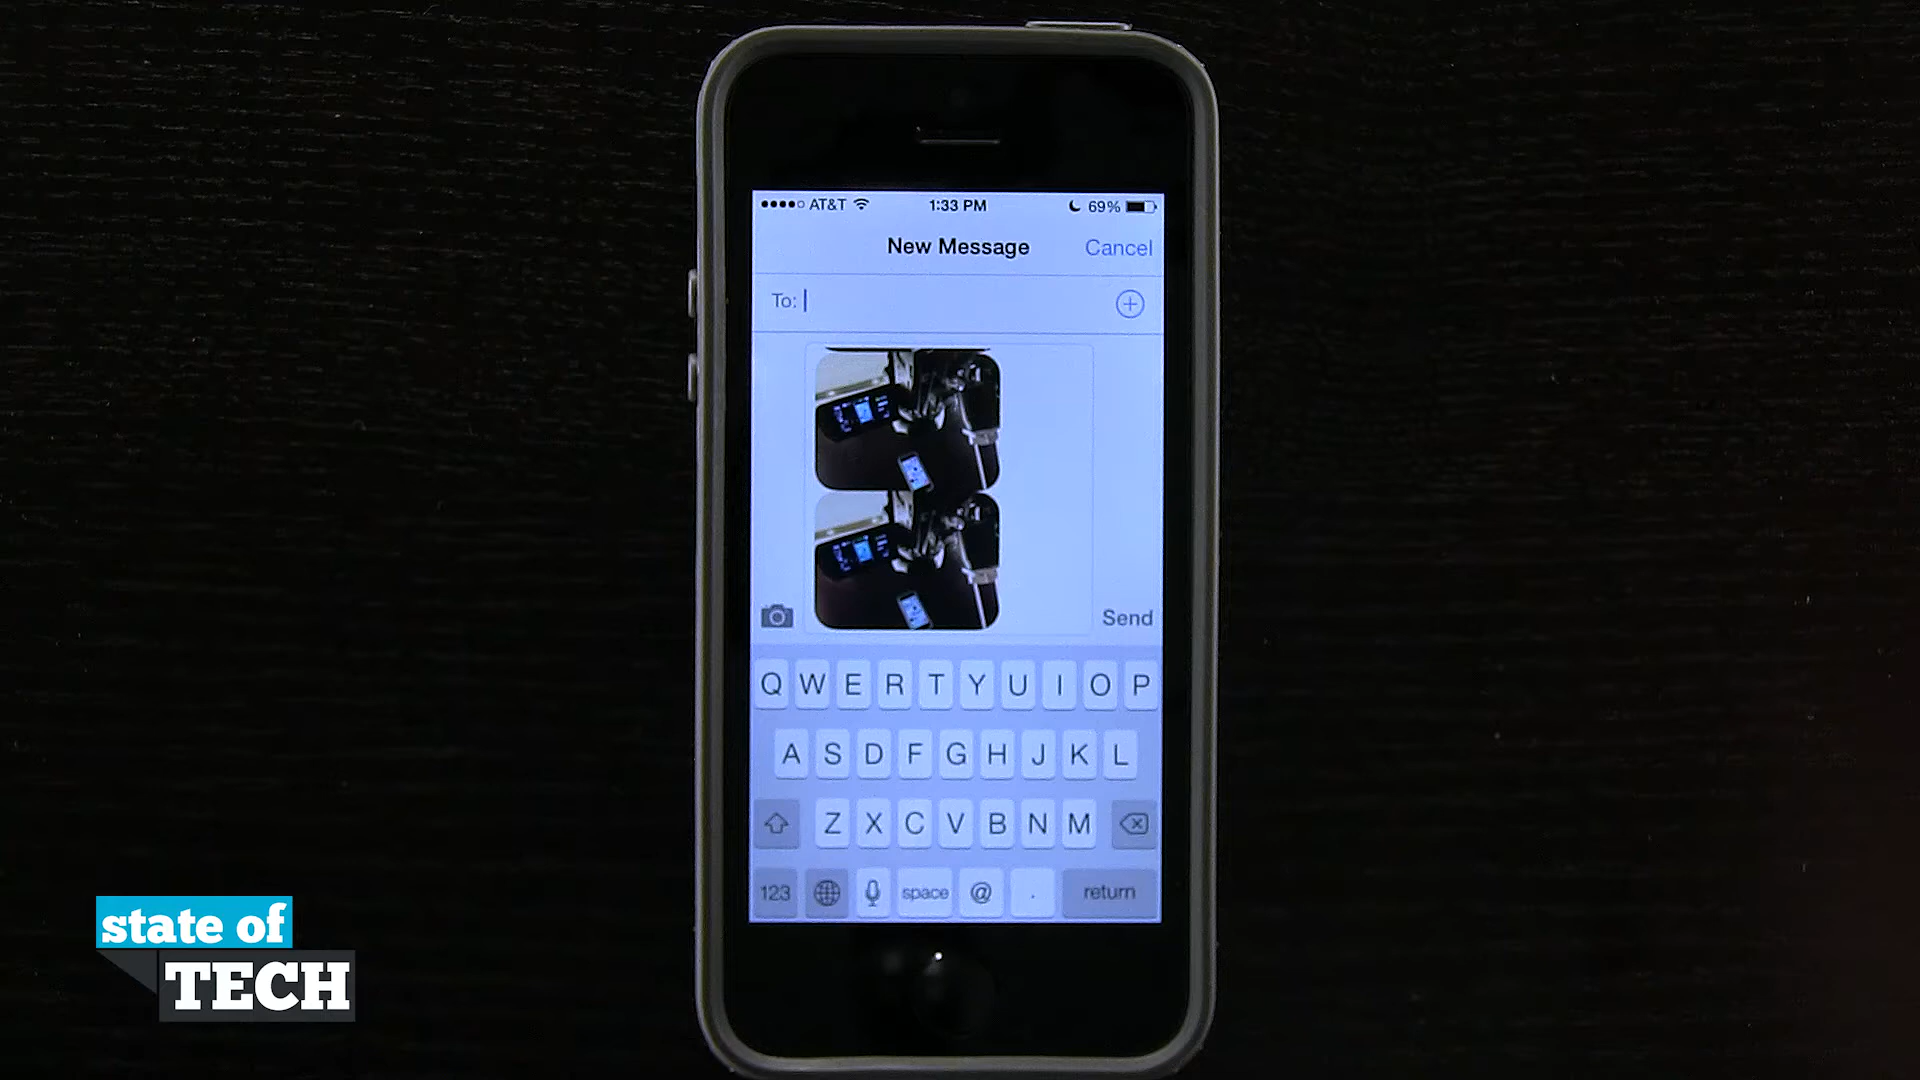 AT&T 1:33 PM 69%
New Message Cancel
To:
Send
Q W E R T Y U I O P
A S D F G H J K L
Z X C V B N M
123 space @ . return
state of
TECH